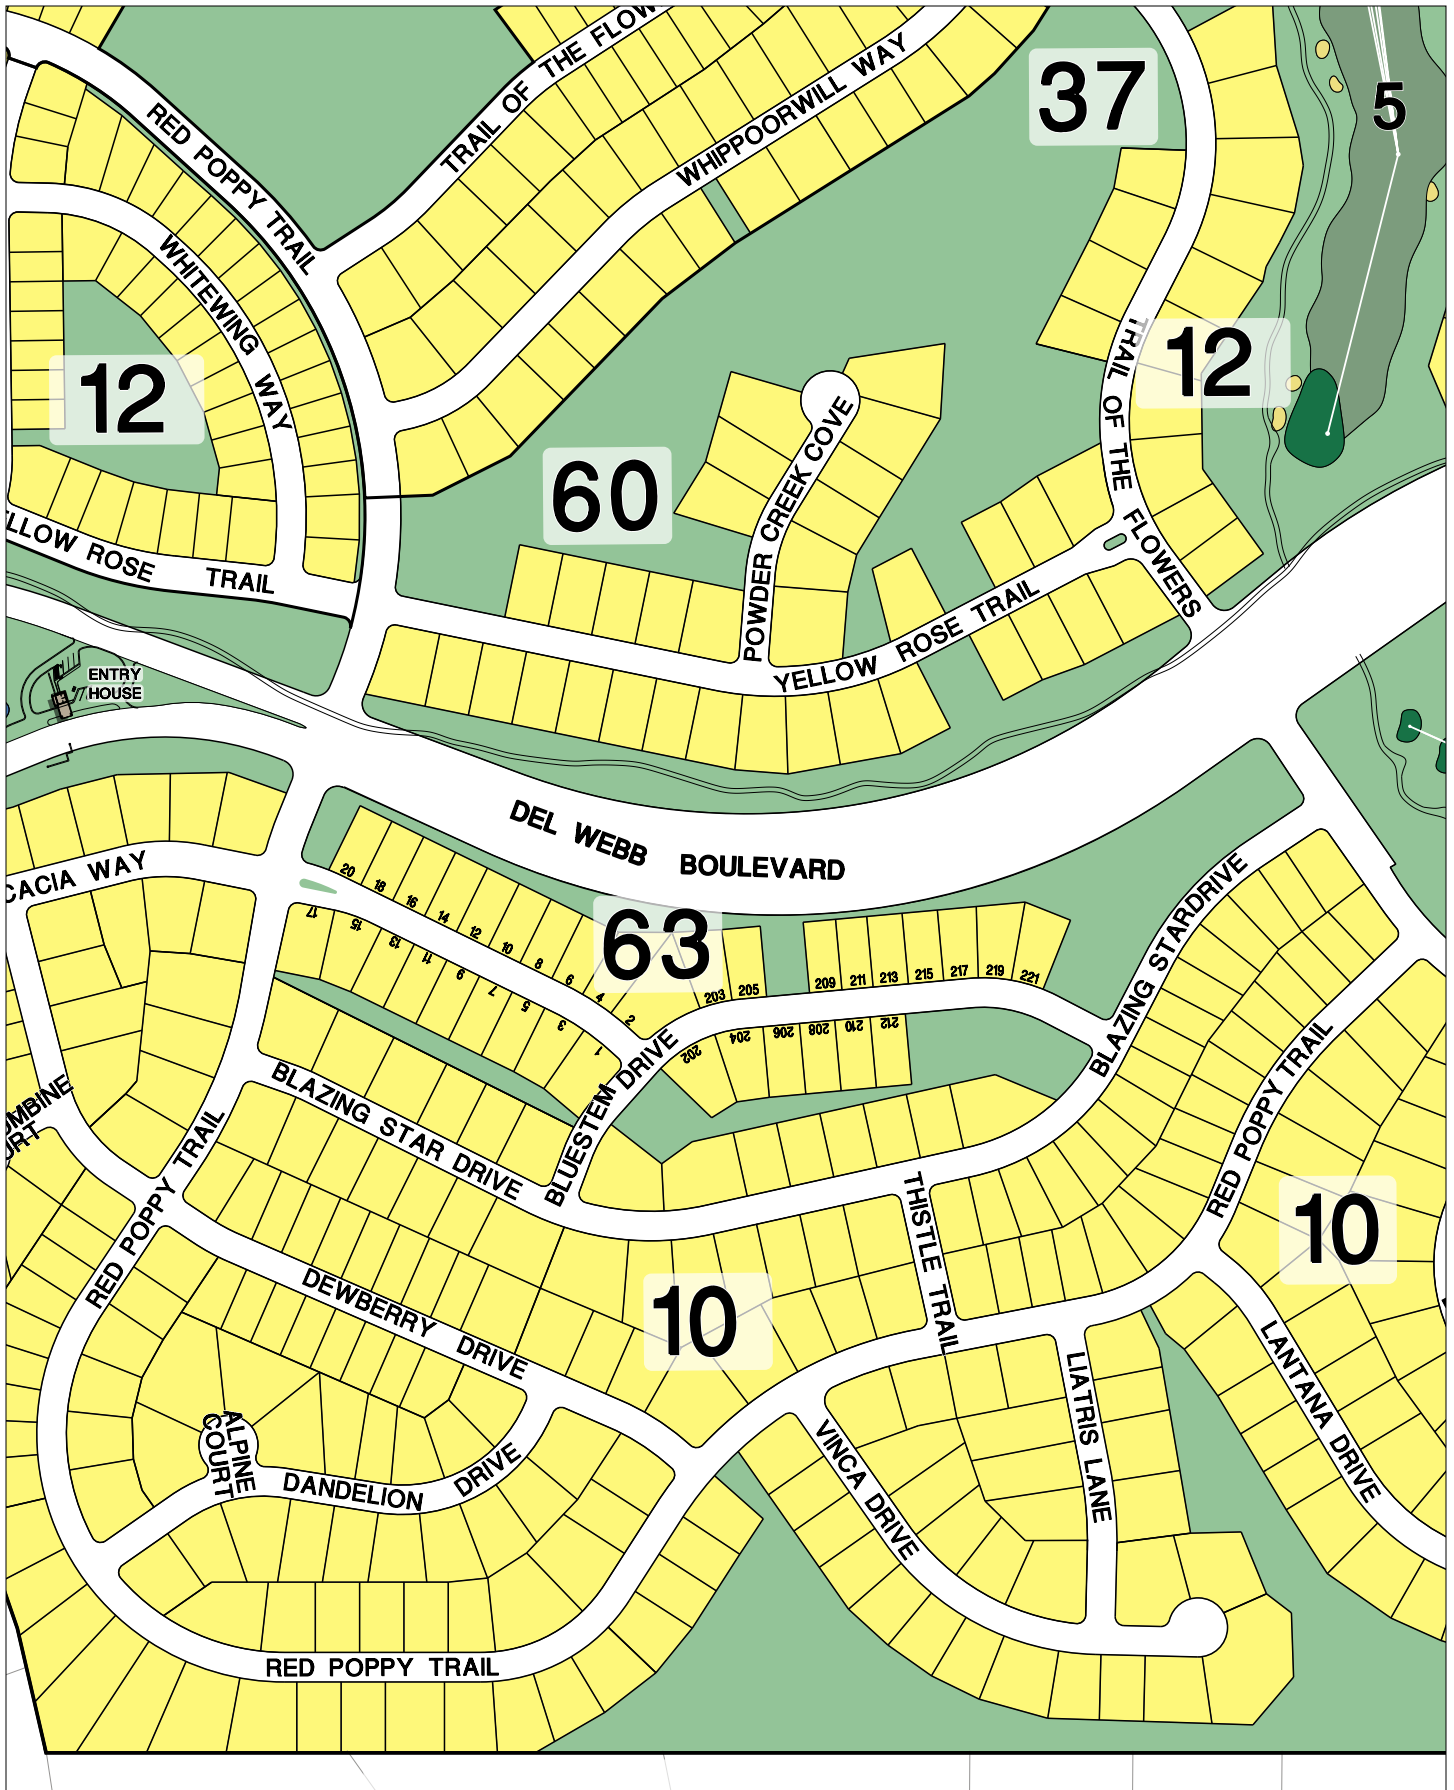 TRAIL OF THE FLOW
WHIPPOORWILL WAY
37
5
RED POPPY TRAIL
WHITEWING WAY
12
TRAIL OF THE FLOWERS
12
POWDER CREEK COVE
60
LLOW ROSE TRAIL
YELLOW ROSE TRAIL
ENTRY
HOUSE
DEL WEBB BOULEVARD
CACIA WAY
20
18
16
14
12
10
8
6
4
2
17
15
13
11
9
7
5
3
1
63
203
205
209
211
213
215
217
219
221
202
204
206
208
210
212
BLAZING STARDRIVE
BLUESTEM DRIVE
BLAZING STAR DRIVE
RED POPPY TRAIL
UMBINE
URT
RED POPPY TRAIL
THISTLE TRAIL
10
10
DEWBERRY DRIVE
LANTANA DRIVE
LIATRIS LANE
VINCA DRIVE
ALPINE
COURT
DANDELION DRIVE
RED POPPY TRAIL